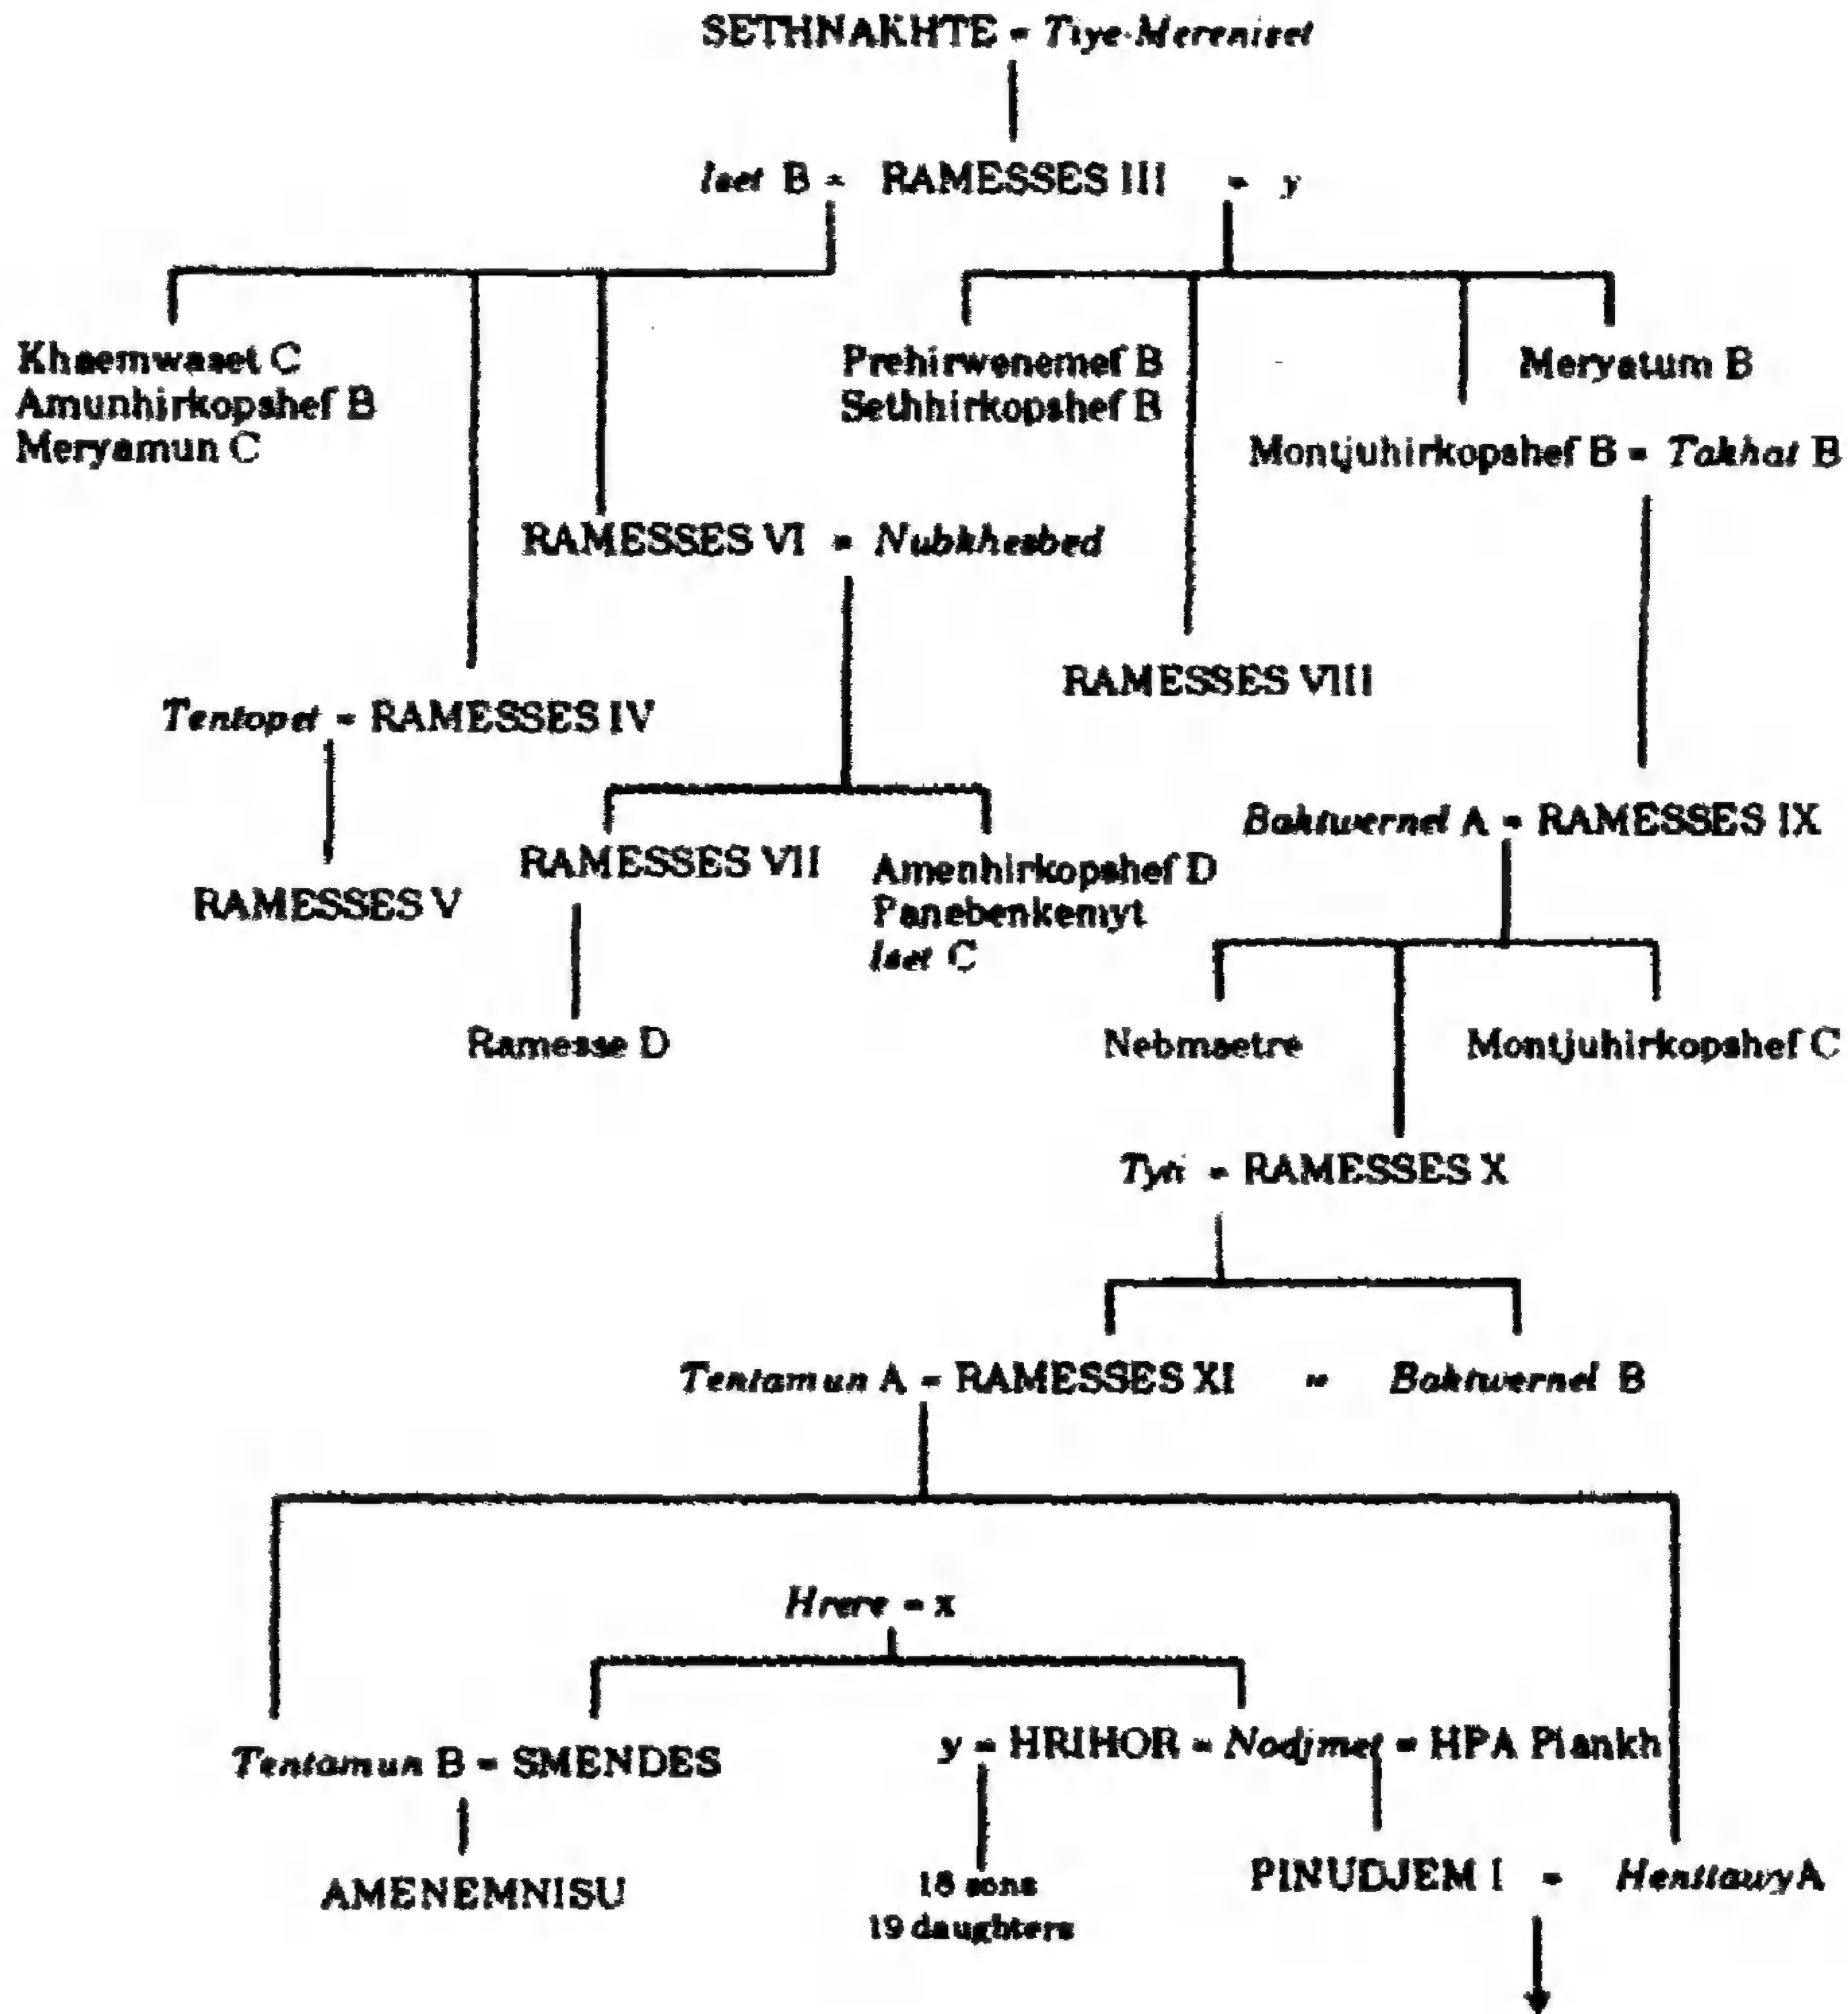 SETHNAKHTE = Tiye-Mereniset
Iset B = RAMESSES III = y
Khaemwaset C
Amunhirkopshef B
Meryamun C
Prehirwenemef B
Sethhirkopshef B
Meryatum B
Montjuhirkopshef B = Takhat B
RAMESSES VI = Nubkhesbed
RAMESSES VIII
Tentopet = RAMESSES IV
Baktwernel A = RAMESSES IX
RAMESSES VII
Amenhirkopshef D
Panebenkemyt
Iset C
RAMESSES V
Ramesse D
Nebmaetre
Montjuhirkopshef C
Tyti = RAMESSES X
Tentamun A = RAMESSES XI = Baktwernel B
Hrere = x
Tentamun B = SMENDES
y = HRIHOR = Nodjmet = HPA Piankh
AMENEMNISU
18 sons
19 daughters
PINUDJEM I = Henttawy A